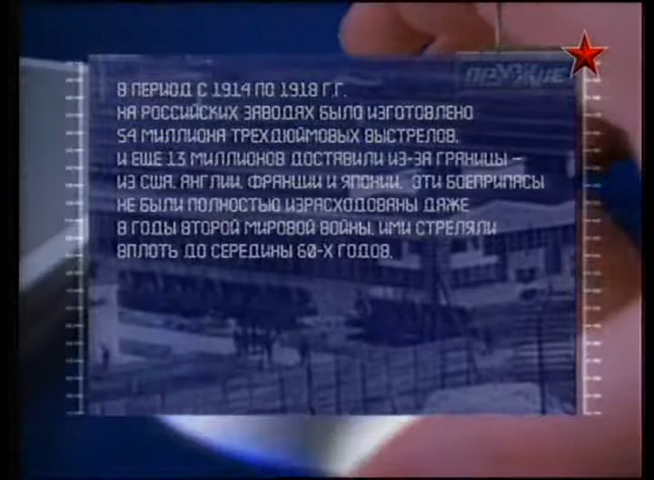 ОРУЖИЕ
В ПЕРИОД С 1914 ПО 1918 Г.Г.
НА РОССИЙСКИХ ЗАВОДАХ БЫЛО ИЗГОТОВЛЕНО
54 МИЛЛИОНА ТРЕХДЮЙМОВЫХ ВЫСТРЕЛОВ.
И ЕЩЕ 13 МИЛЛИОНОВ ДОСТАВИЛИ ИЗ-ЗА ГРАНИЦЫ –
ИЗ США, АНГЛИИ, ФРАНЦИИ И ЯПОНИИ. ЭТИ БОЕПРИПАСЫ
НЕ БЫЛИ ПОЛНОСТЬЮ ИЗРАСХОДОВАНЫ ДАЖЕ
В ГОДЫ ВТОРОЙ МИРОВОЙ ВОЙНЫ, ИМИ СТРЕЛЯЛИ
ВПЛОТЬ ДО СЕРЕДИНЫ 60-Х ГОДОВ.